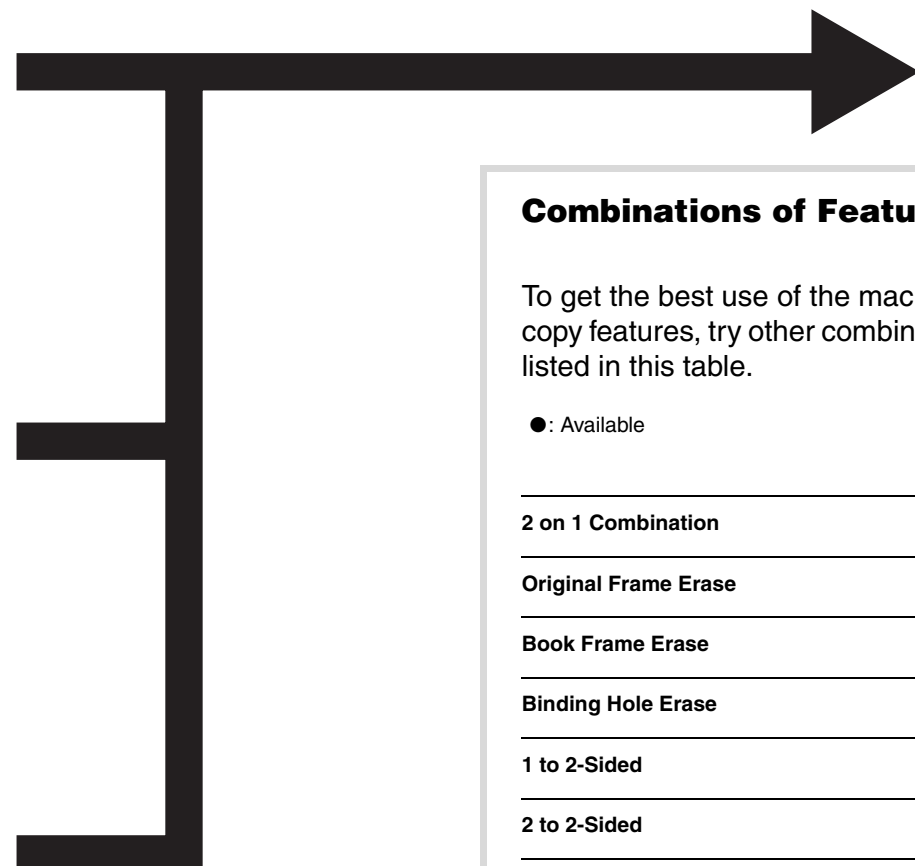 Combinations of Featu
To get the best use of the mac
copy features, try other combin
listed in this table.
●: Available
2 on 1 Combination
Original Frame Erase
Book Frame Erase
Binding Hole Erase
1 to 2-Sided
2 to 2-Sided